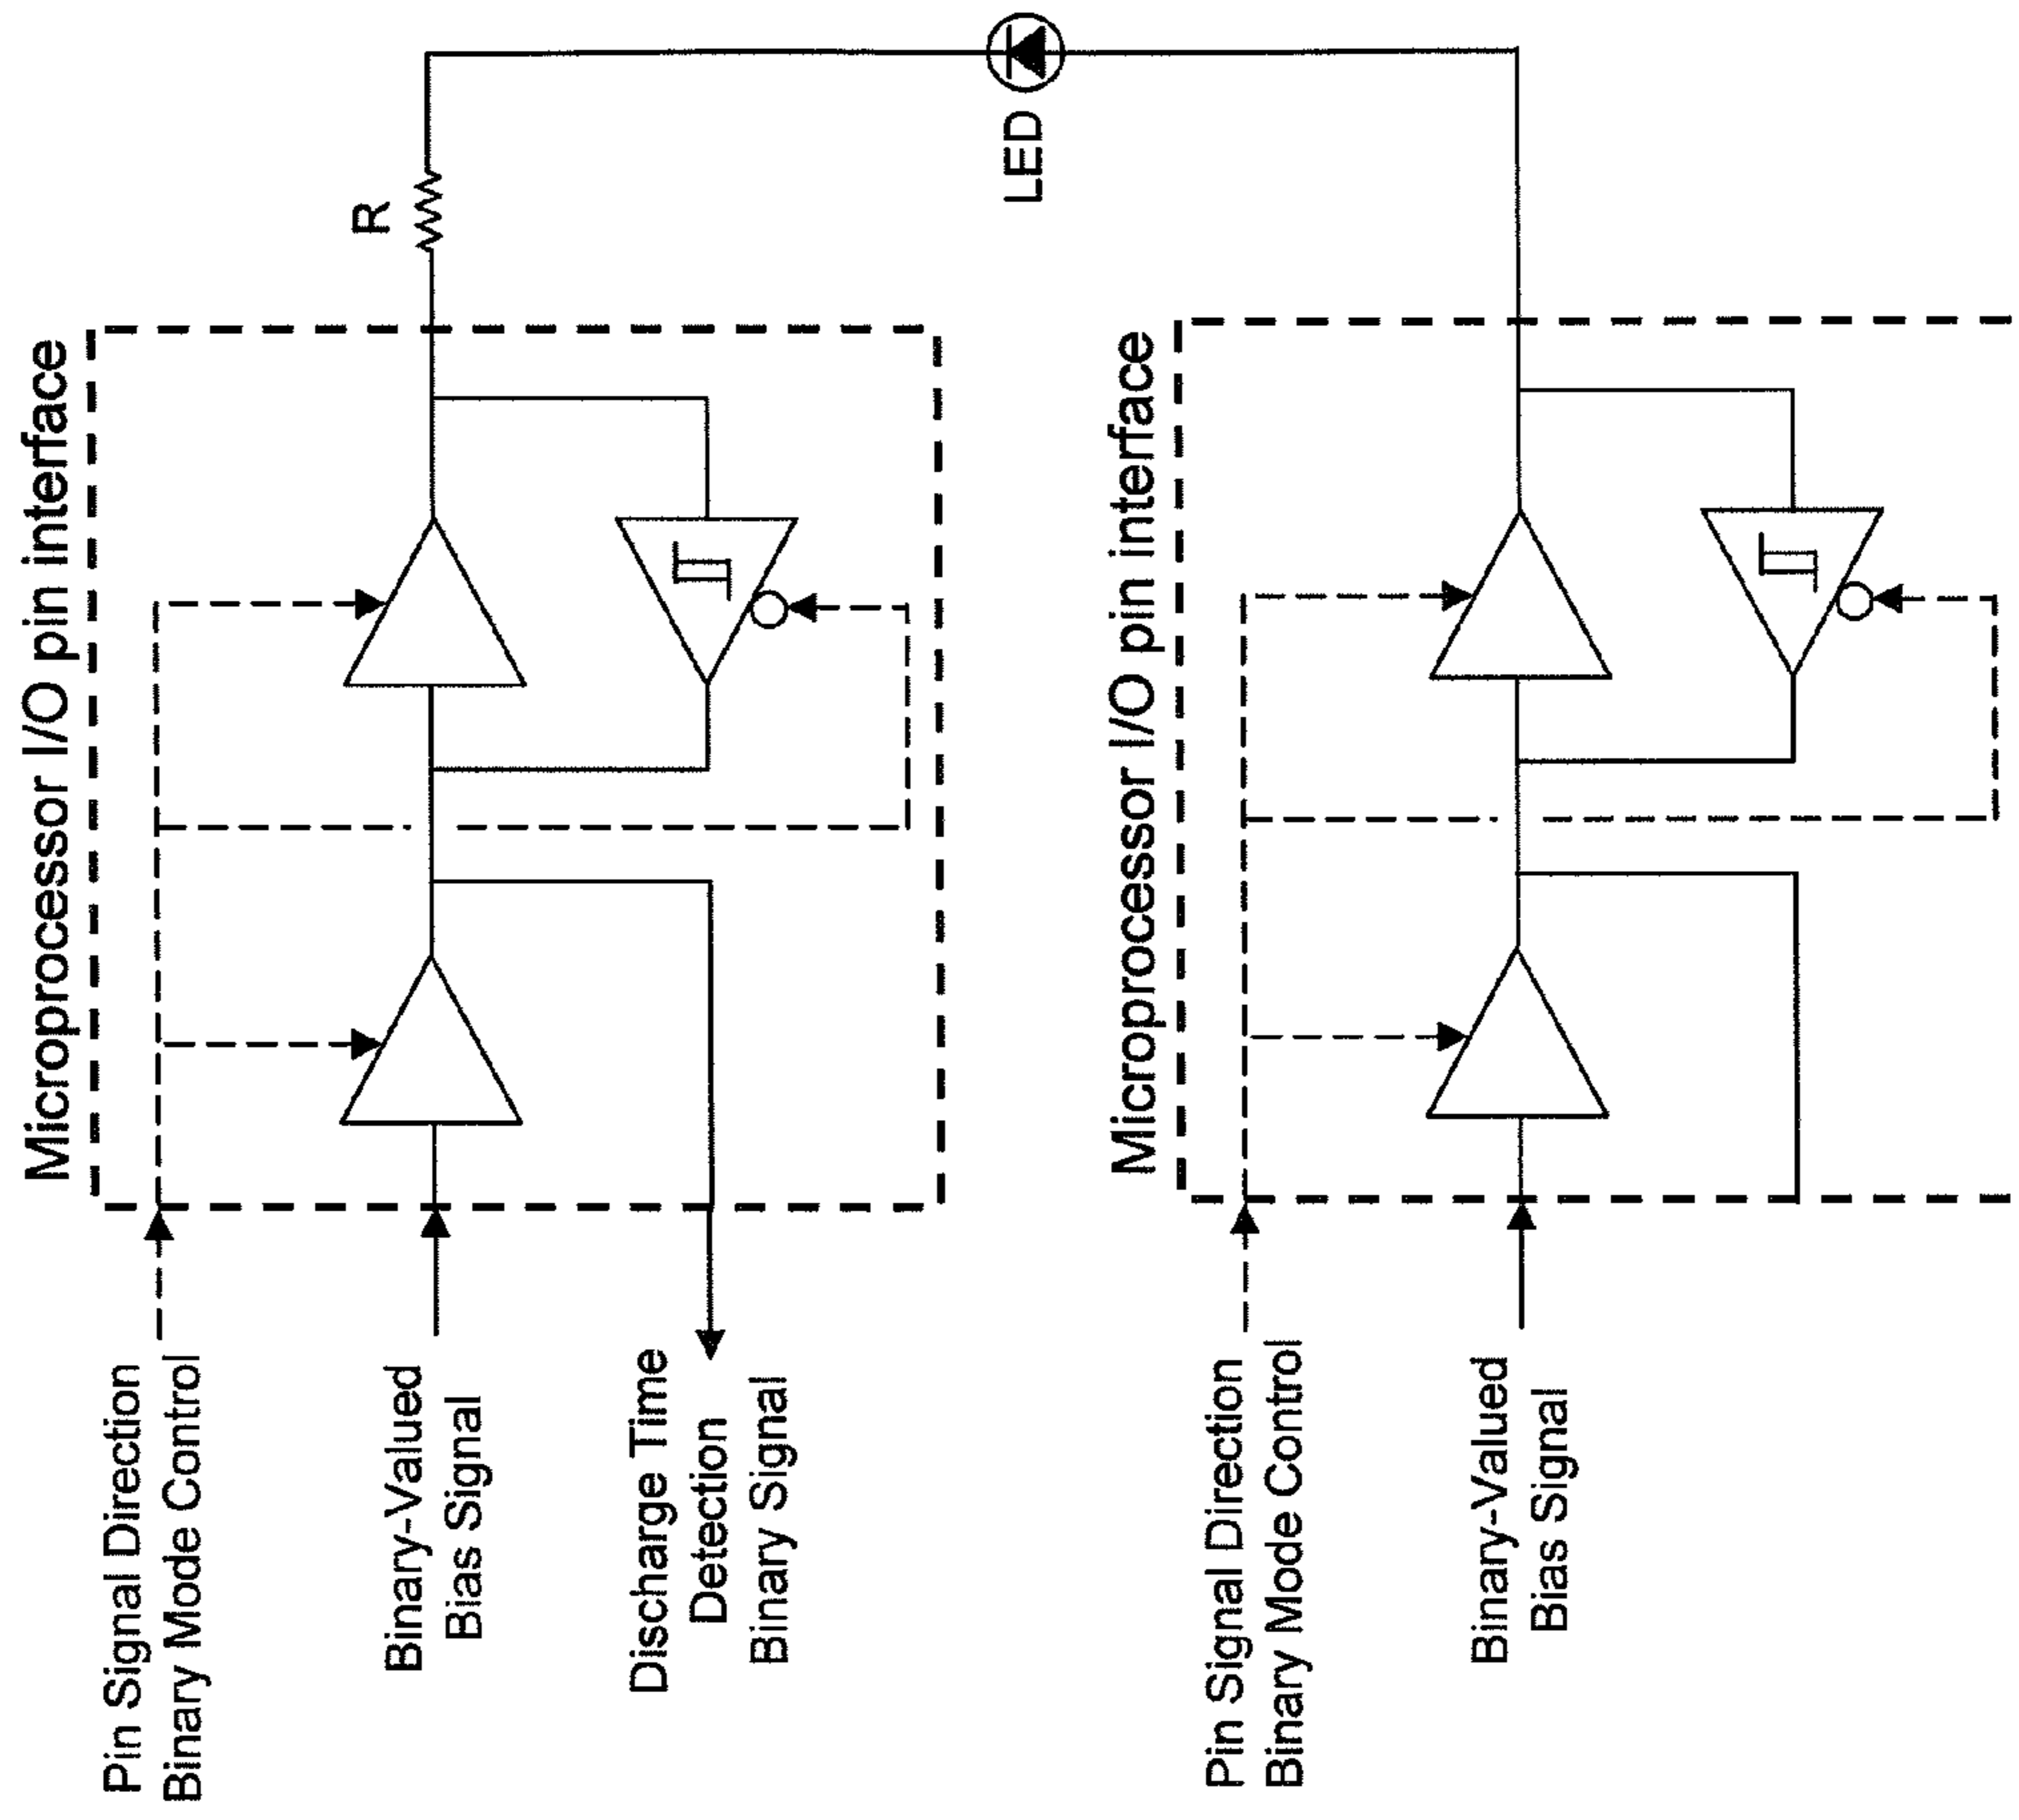 Microprocessor I/O pin interface
R
Pin Signal Direction
Binary Mode Control
Binary-Valued
Bias Signal
Discharge Time
Detection
Binary Signal
LED
Microprocessor I/O pin interface
Pin Signal Direction
Binary Mode Control
Binary-Valued
Bias Signal